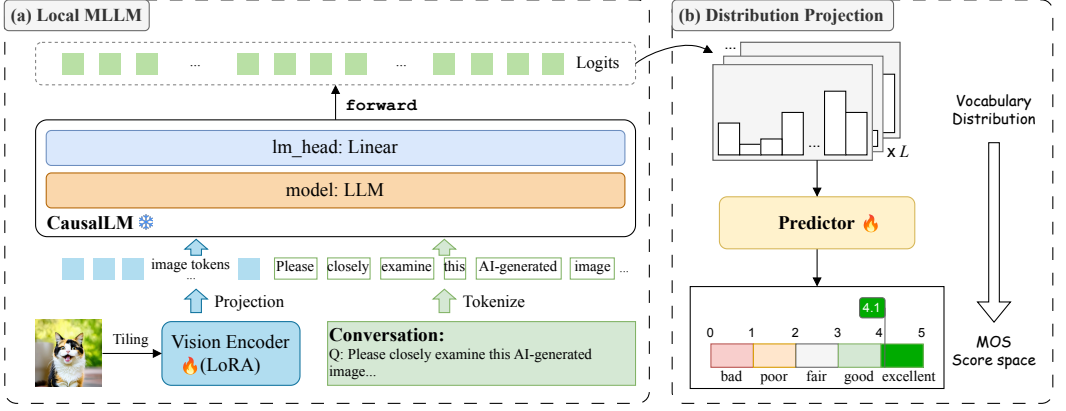 (a) Local MLLM
... ... Logits
forward
lm_head: Linear
model: LLM
CausalLM
image tokens
...
Please closely examine this AI-generated image ...
Projection
Tokenize
Tiling
Vision Encoder
(LoRA)
Conversation:
Q: Please closely examine this AI-generated
image...
(b) Distribution Projection
...
...
x L
Vocabulary
Distribution
Predictor
4.1
0 1 2 3 4 5
bad poor fair good excellent
MOS
Score space